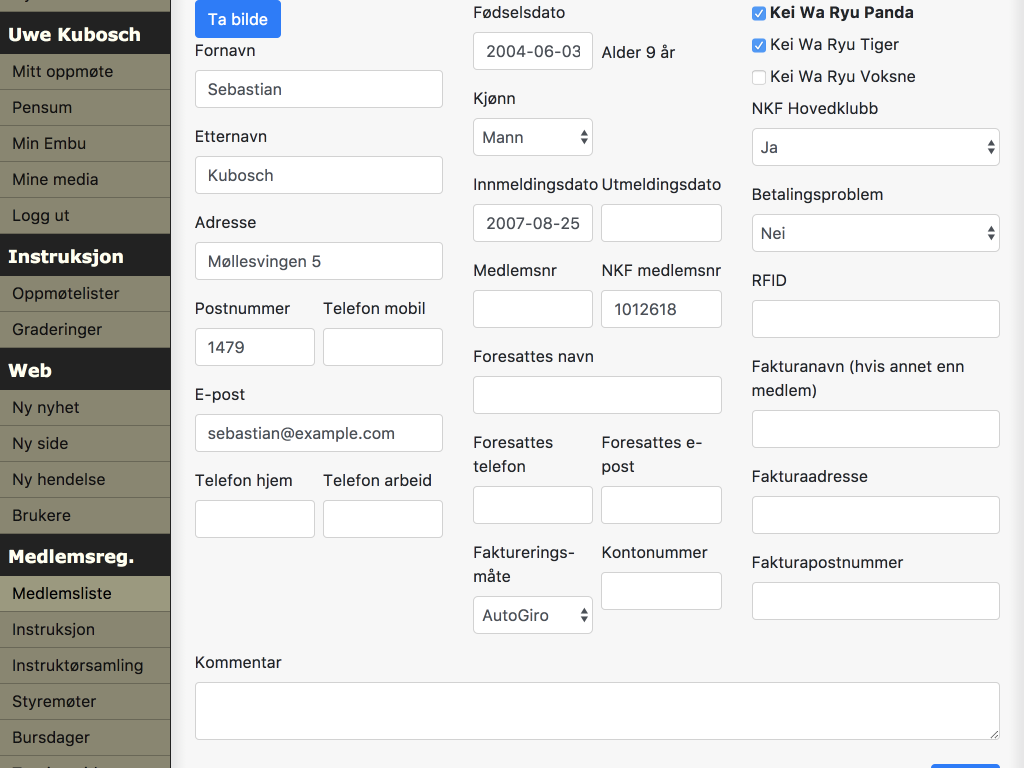 Uwe Kubosch
Mitt oppmøte
Pensum
Min Embu
Mine media
Logg ut
Instruksjon
Oppmøtelister
Graderinger
Web
Ny nyhet
Ny side
Ny hendelse
Brukere
Medlemsreg.
Medlemsliste
Instruksjon
Instruktørsamling
Styremøter
Bursdager
Ta bilde
Fornavn
Sebastian
Etternavn
Kubosch
Adresse
Møllesvingen 5
Postnummer Telefon mobil
1479
E-post
sebastian@example.com
Telefon hjem Telefon arbeid
Fødselsdato
2004-06-03 Alder 9 år
Kjønn
Mann
Innmeldingsdato Utmeldingsdato
2007-08-25
Medlemsnr NKF medlemsnr
1012618
Foresattes navn
Foresattes telefon
Foresattes e-post
Fakturerings-
måte
Kontonummer
AutoGiro
Kei Wa Ryu Panda
Kei Wa Ryu Tiger
Kei Wa Ryu Voksne
NKF Hovedklubb
Ja
Betalingsproblem
Nei
RFID
Fakturanavn (hvis annet enn
medlem)
Fakturaadresse
Fakturapostnummer
Kommentar